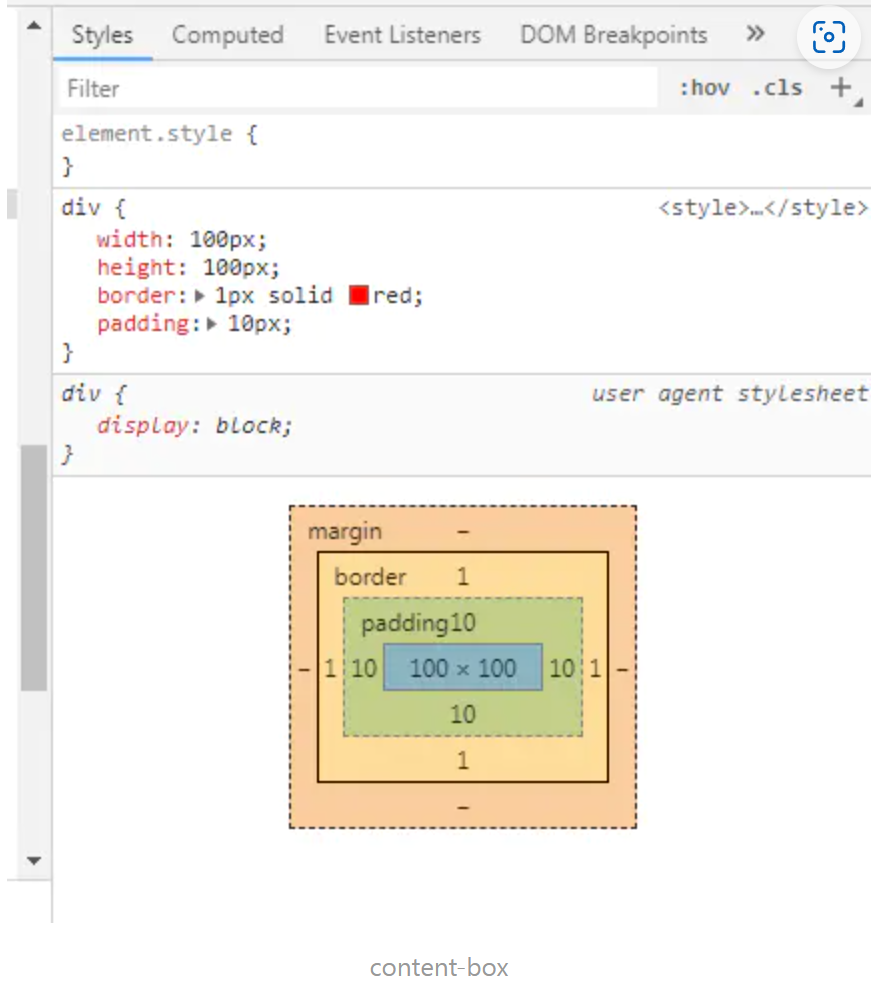 Styles Computed Event Listeners DOM Breakpoints »
Filter :hov .cls +
element.style {
}
div { <style>…</style>
width: 100px;
height: 100px;
border: 1px solid red;
padding: 10px;
}
div { user agent stylesheet
display: block;
}
margin –
border 1
padding10
– 1 10 100 × 100 10 1 –
10
1
–
content-box